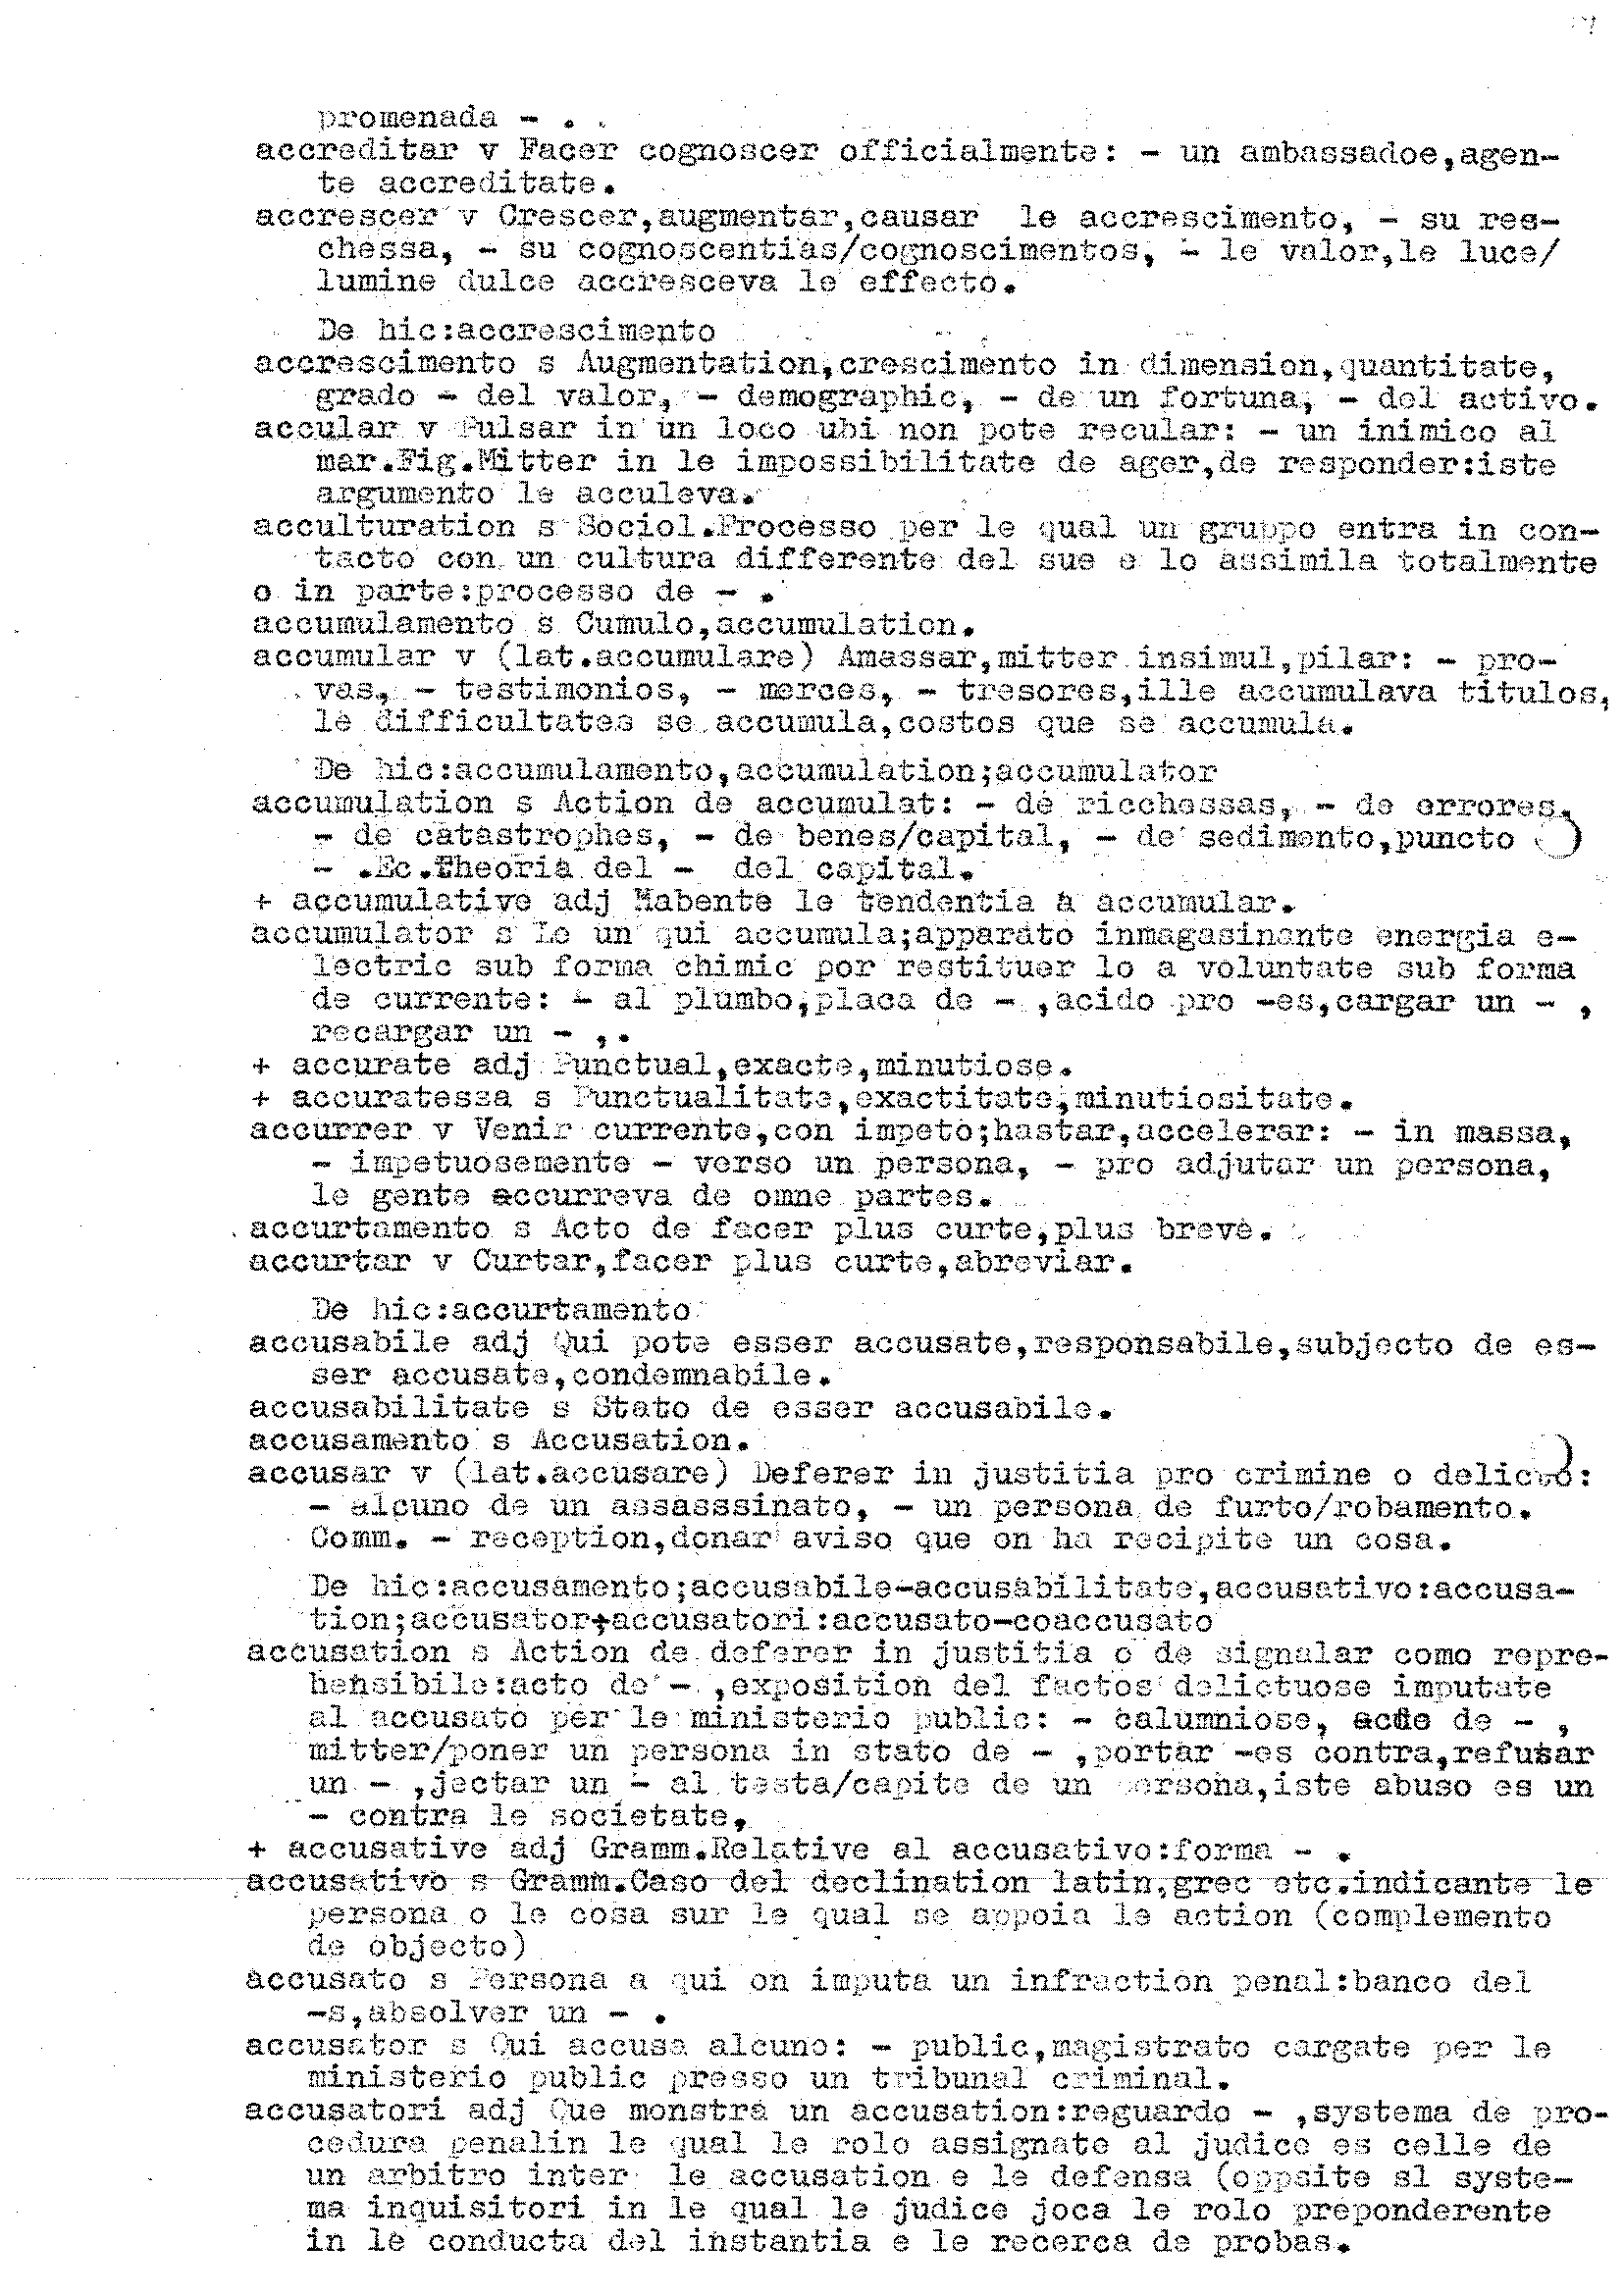 promenada - .
accreditar v Facer cognoscer officialmente: - un ambassadoe,agen-
te accreditate.
accrescer v Crescer,augmentar,causar le accrescimento, - su res-
chessa, - su cognoscentias/cognoscimentos, - le valor,le luce/
lumine dulce accresceva le effecto.
De hic:accrescimento
accrescimento s Augmentation,crescimento in dimension,quantitate,
grado - del valor, - demographic, - de un fortuna, - del activo.
accular v Pulsar in un loco ubi non pote recular: - un inimico al
mar.Fig.Mitter in le impossibilitate de ager,de responder:iste
argumento le acculeva.
acculturation s Sociol.Processo per le qual un gruppo entra in con-
tacto con un cultura differente del sue e lo assimila totalmente
o in parte:processo de - .
accumulamento s Cumulo,accumulation.
accumular v (lat.accumulare) Amassar,mitter insimul,pilar: - pro-
vas, - testimonios, - merces, - tresores,ille accumulava titulos,
le difficultates se accumula,costos que se accumula.
De hic:accumulamento,accumulation;accumulator
accumulation s Action de accumulat: - de ricchessas, - de errores,
- de catastrophes, - de benes/capital, - de sedimento,puncto
- .Ec.Theoria del - del capital.
+ accumulative adj Habente le tendentia a accumular.
accumulator s Le un qui accumula;apparato inmagasinante energia e-
lectric sub forma chimic por restituer lo a voluntate sub forma
de currente: - al plumbo,placa de - ,acido pro -es,cargar un - ,
recargar un - ,.
+ accurate adj Punctual,exacte,minutiose.
+ accuratessa s Punctualitate,exactitate,minutiositate.
accurrer v Venir currente,con impeto;hastar,accelerar: - in massa,
- impetuosemente - verso un persona, - pro adjutar un persona,
le gente accurreva de omne partes.
accurtamento s Acto de facer plus curte,plus breve.
accurtar v Curtar,facer plus curte,abreviar.
De hic:accurtamento
accusabile adj Qui pote esser accusate,responsabile,subjecto de es-
ser accusate,condemnabile.
accusabilitate s Stato de esser accusabile.
accusamento s Accusation.
accusar v (lat.accusare) Deferer in justitia pro crimine o delicto:
- alcuno de un assasssinato, - un persona de furto/robamento.
Comm. - reception,donar aviso que on ha recipite un cosa.
De hic:accusamento;accusabile-accusabilitate,accusativo:accusa-
tion;accusator+accusatori:accusato-coaccusato
accusation s Action de deferer in justitia o de signalar como repre-
hensibile:acto de - ,exposition del factos delictuose imputate
al accusato per le ministerio public: - calumniose, acte de - ,
mitter/poner un persona in stato de - ,portar -es contra,refutar
un - ,jectar un - al testa/capite de un persona,iste abuso es un
- contra le societate,
+ accusative adj Gramm.Relative al accusativo:forma - .
accusativo s Gramm.Caso del declination latin,grec etc.indicante le
persona o le cosa sur le qual se appoia le action (complemento
de objecto)
accusato s Persona a qui on imputa un infraction penal:banco del
-s,absolver un - .
accusator s Qui accusa alcuno: - public,magistrato cargate per le
ministerio public presso un tribunal criminal.
accusatori adj Que monstra un accusation:reguardo - ,systema de pro-
cedura penalin le qual le rolo assignate al judice es celle de
un arbitro inter le accusation e le defensa (oppsite sl syste-
ma inquisitori in le qual le judice joca le rolo preponderente
in le conducta del instantia e le recerca de probas.